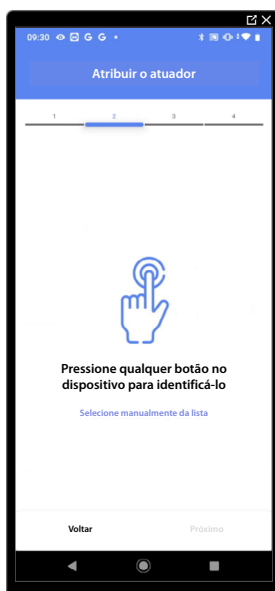 09:30 G G
Atribuir o atuador
1 2 3 4
Pressione qualquer botão no
dispositivo para identificá-lo
Selecione manualmente da lista
Voltar Próximo